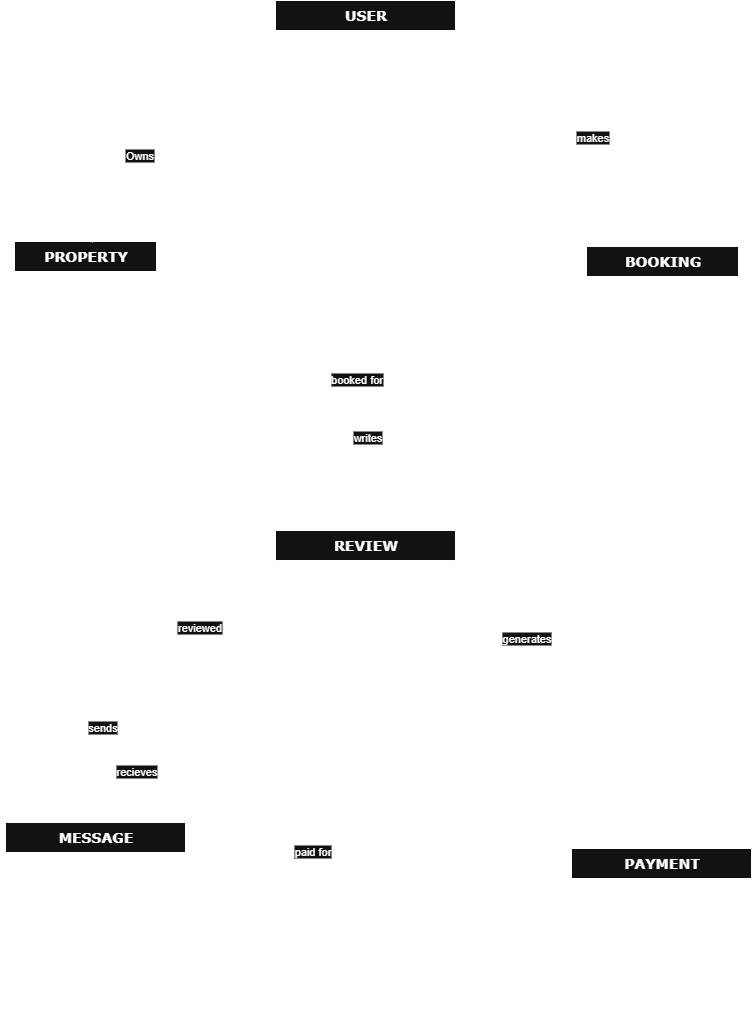 USER
makes
Owns
PROPERTY
BOOKING
booked for
writes
REVIEW
reviewed
generates
sends
recieves
MESSAGE
paid for
PAYMENT